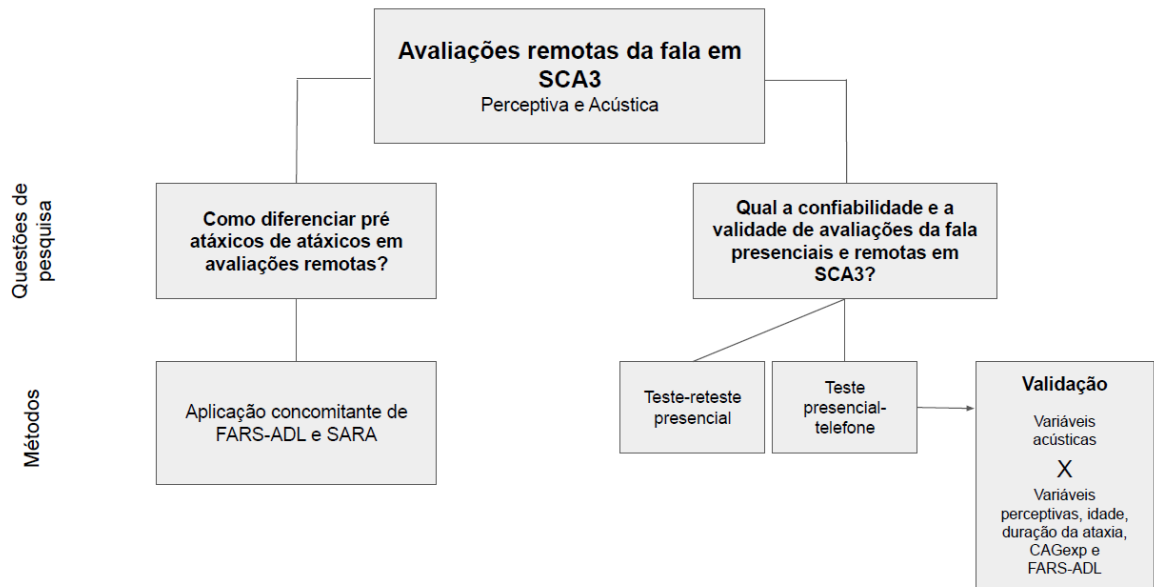 Avaliações remotas da fala em
SCA3
Perceptiva e Acústica
Questões de
pesquisa
Como diferenciar pré
atáxicos de atáxicos em
avaliações remotas?
Qual a confiabilidade e a
validade de avaliações da fala
presenciais e remotas em
SCA3?
Métodos
Aplicação concomitante de
FARS-ADL e SARA
Teste-reteste
presencial
Teste
presencial-
telefone
Validação
Variáveis
acústicas
X
Variáveis
perceptivas, idade,
duração da ataxia,
CAGexp e
FARS-ADL